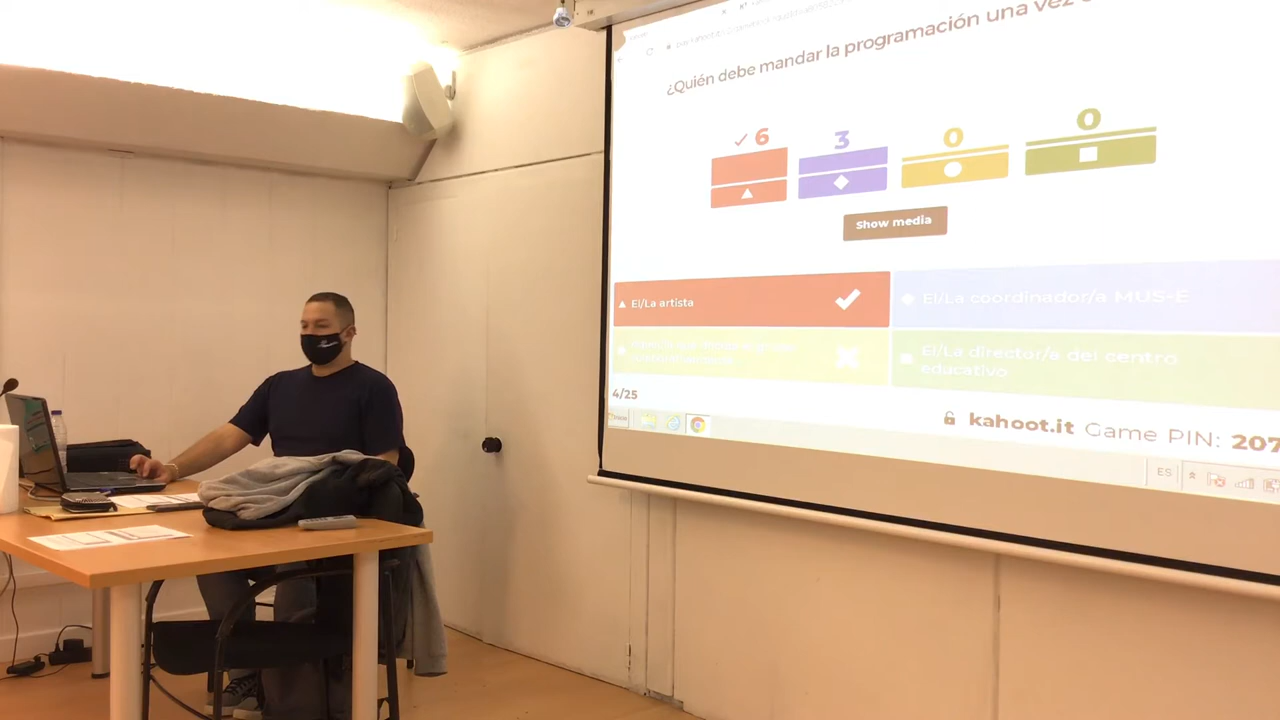 ¿Quién debe mandar la programación una vez
6
3
0
0
Show media
El/La artista
El/La coordinador/a MUS-E
El/La director/a del centro
educativo
4/25
kahoot.it Game PIN: 207
ES